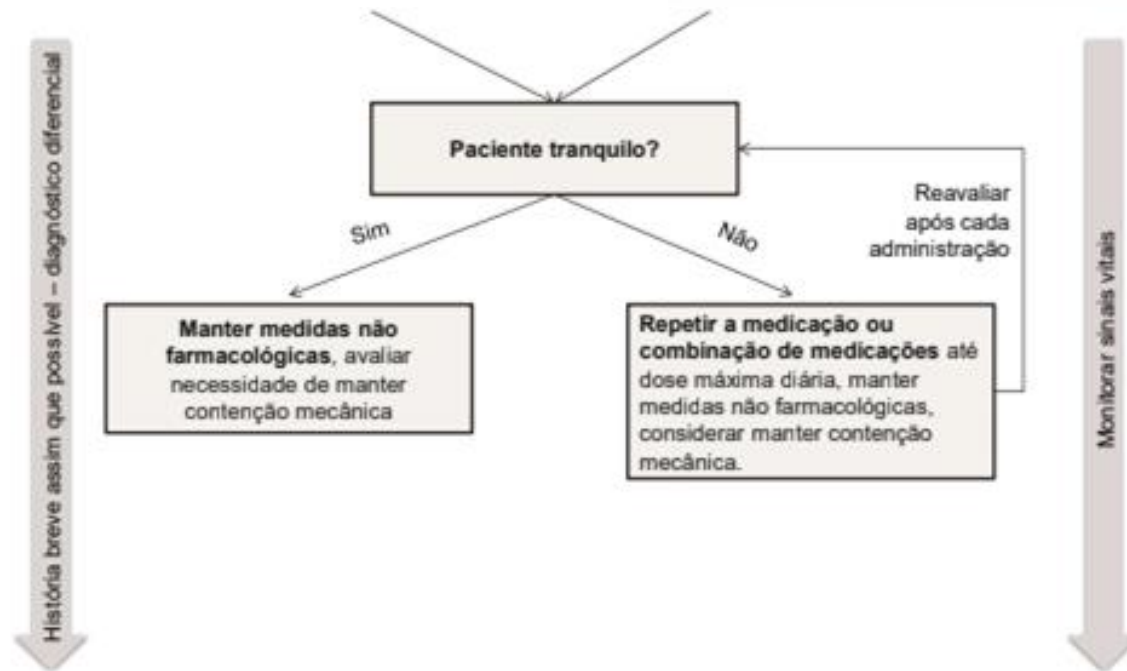 História breve assim que possível – diagnóstico diferencial
Paciente tranquilo?
Sim
Não
Reavaliar
após cada
administração
Manter medidas não
farmacológicas, avaliar
necessidade de manter
contenção mecânica
Repetir a medicação ou
combinação de medicações até
dose máxima diária, manter
medidas não farmacológicas,
considerar manter contenção
mecânica.
Monitorar sinais vitais